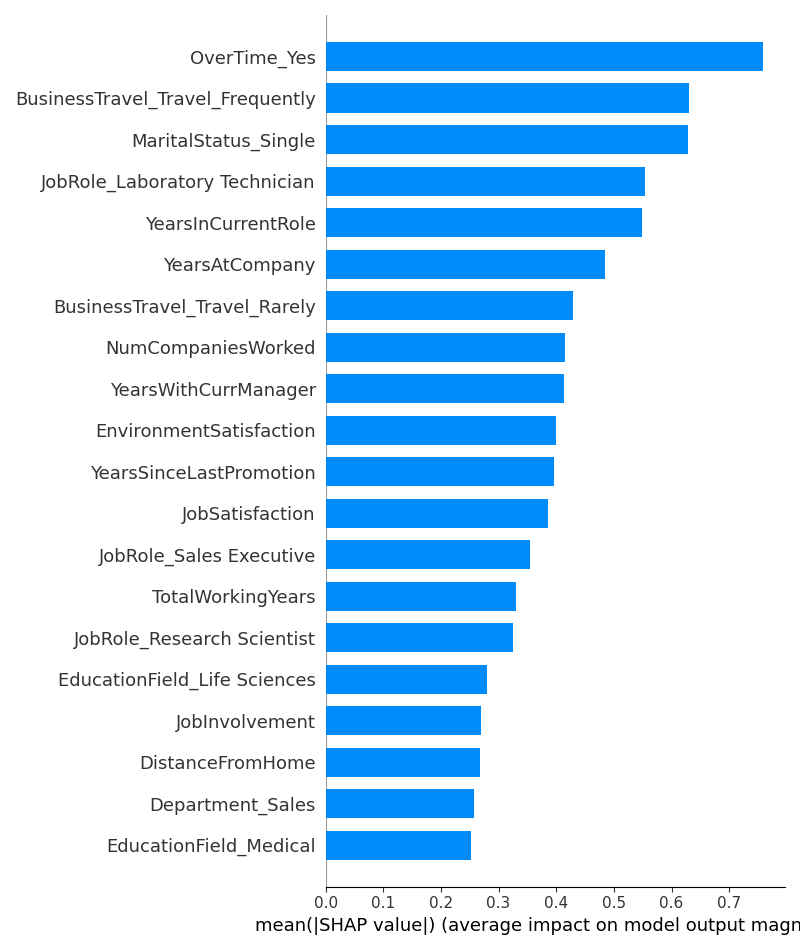 OverTime_Yes
BusinessTravel_Travel_Frequently
MaritalStatus_Single
JobRole_Laboratory Technician
YearsInCurrentRole
YearsAtCompany
BusinessTravel_Travel_Rarely
NumCompaniesWorked
YearsWithCurrManager
EnvironmentSatisfaction
YearsSinceLastPromotion
JobSatisfaction
JobRole_Sales Executive
TotalWorkingYears
JobRole_Research Scientist
EducationField_Life Sciences
JobInvolvement
DistanceFromHome
Department_Sales
EducationField_Medical
0.0 0.1 0.2 0.3 0.4 0.5 0.6 0.7
mean(|SHAP value|) (average impact on model output magn